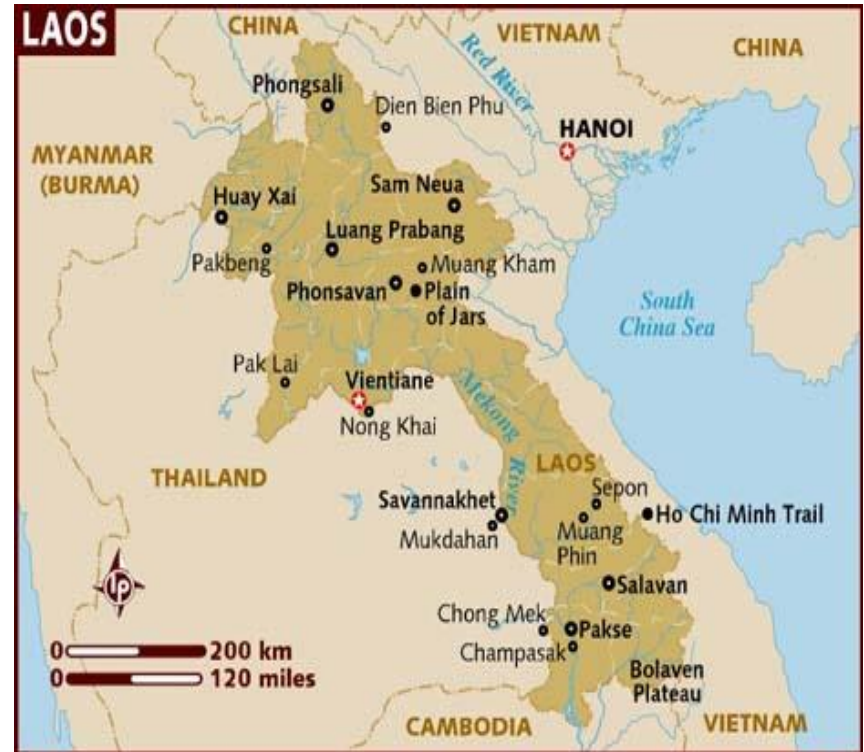 LAOS
CHINA
VIETNAM
CHINA
Red River
Phongsali
Dien Bien Phu
HANOI
MYANMAR
(BURMA)
Sam Neua
Huay Xai
Luang Prabang
Pakbeng
Muang Kham
Phonsavan
Plain
of Jars
South
China Sea
Pak Lai
Vientiane
Mekong
River
Nong Khai
THAILAND
LAOS
Sepon
Savannakhet
Ho Chi Minh Trail
Mukdahan
Muang
Phin
lp
Salavan
Chong Mek
Pakse
0 200 km
Champasak
0 120 miles
Bolaven
Plateau
CAMBODIA
VIETNAM